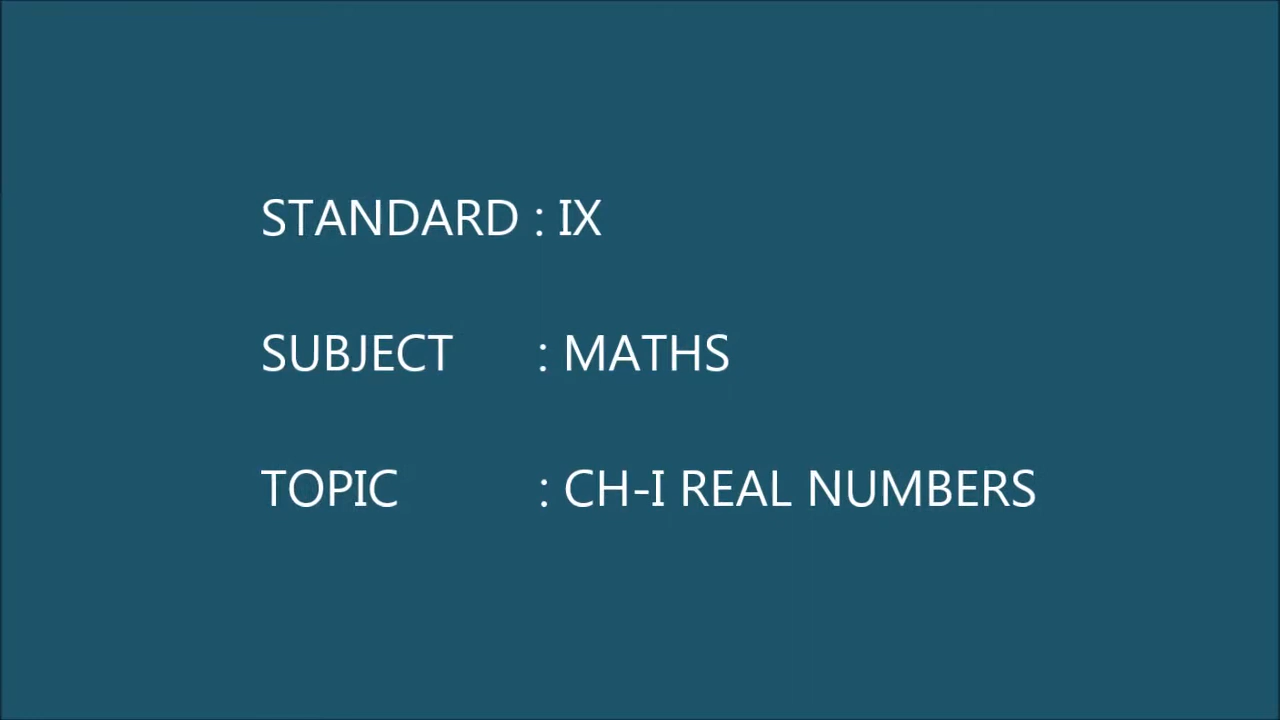 STANDARD : IX
SUBJECT : MATHS
TOPIC : CH-I REAL NUMBERS